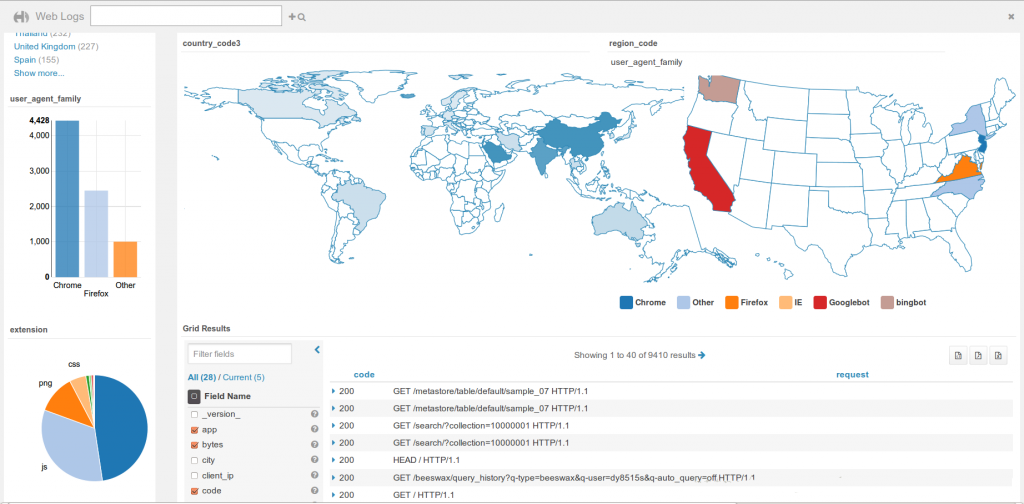 Web Logs
Thailand (232)
United Kingdom (227)
Spain (155)
Show more...
user_agent_family
4,428
4,000
3,000
2,000
1,000
0
Chrome
Firefox
Other
extension
css
png
js
country_code3
region_code
user_agent_family
Chrome Other Firefox IE Googlebot bingbot
Grid Results
Filter fields
All (28) / Current (5)
Field Name
_version_
app
bytes
city
client_ip
code
Showing 1 to 40 of 9410 results
code request
200 GET /metastore/table/default/sample_07 HTTP/1.1
200 GET /metastore/table/default/sample_07 HTTP/1.1
200 GET /search/?collection=10000001 HTTP/1.1
200 GET /search/?collection=10000001 HTTP/1.1
200 HEAD / HTTP/1.1
200 GET /beeswax/query_history?q-type=beeswax&q-user=dy8515s&q-auto_query=off HTTP/1.1
200 GET / HTTP/1.1